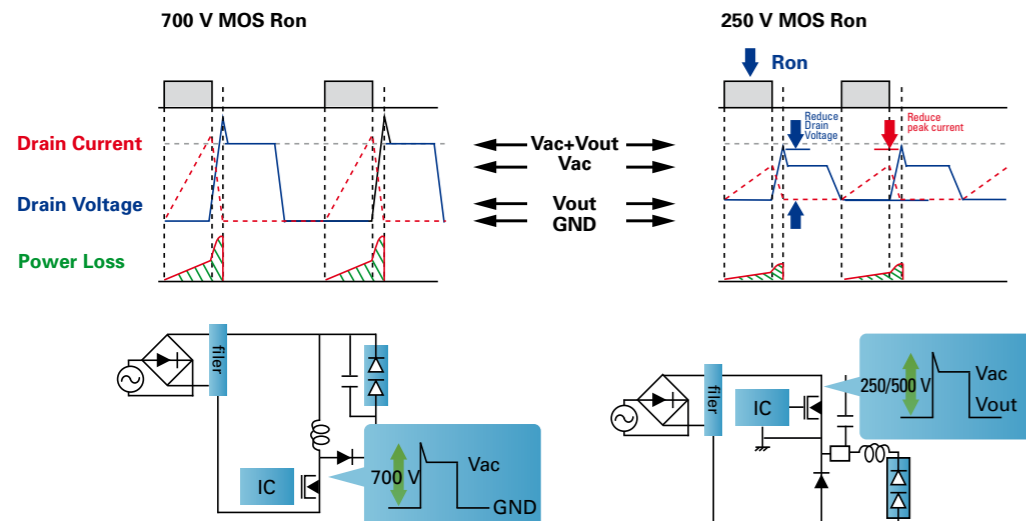 700 V MOS Ron
250 V MOS Ron
Ron
Reduce
Drain
Voltage
Reduce
peak current
Drain Current
Vac+Vout
Vac
Drain Voltage
Vout
GND
Power Loss
filer
IC
700 V
Vac
GND
filer
IC
250/500 V
Vac
Vout